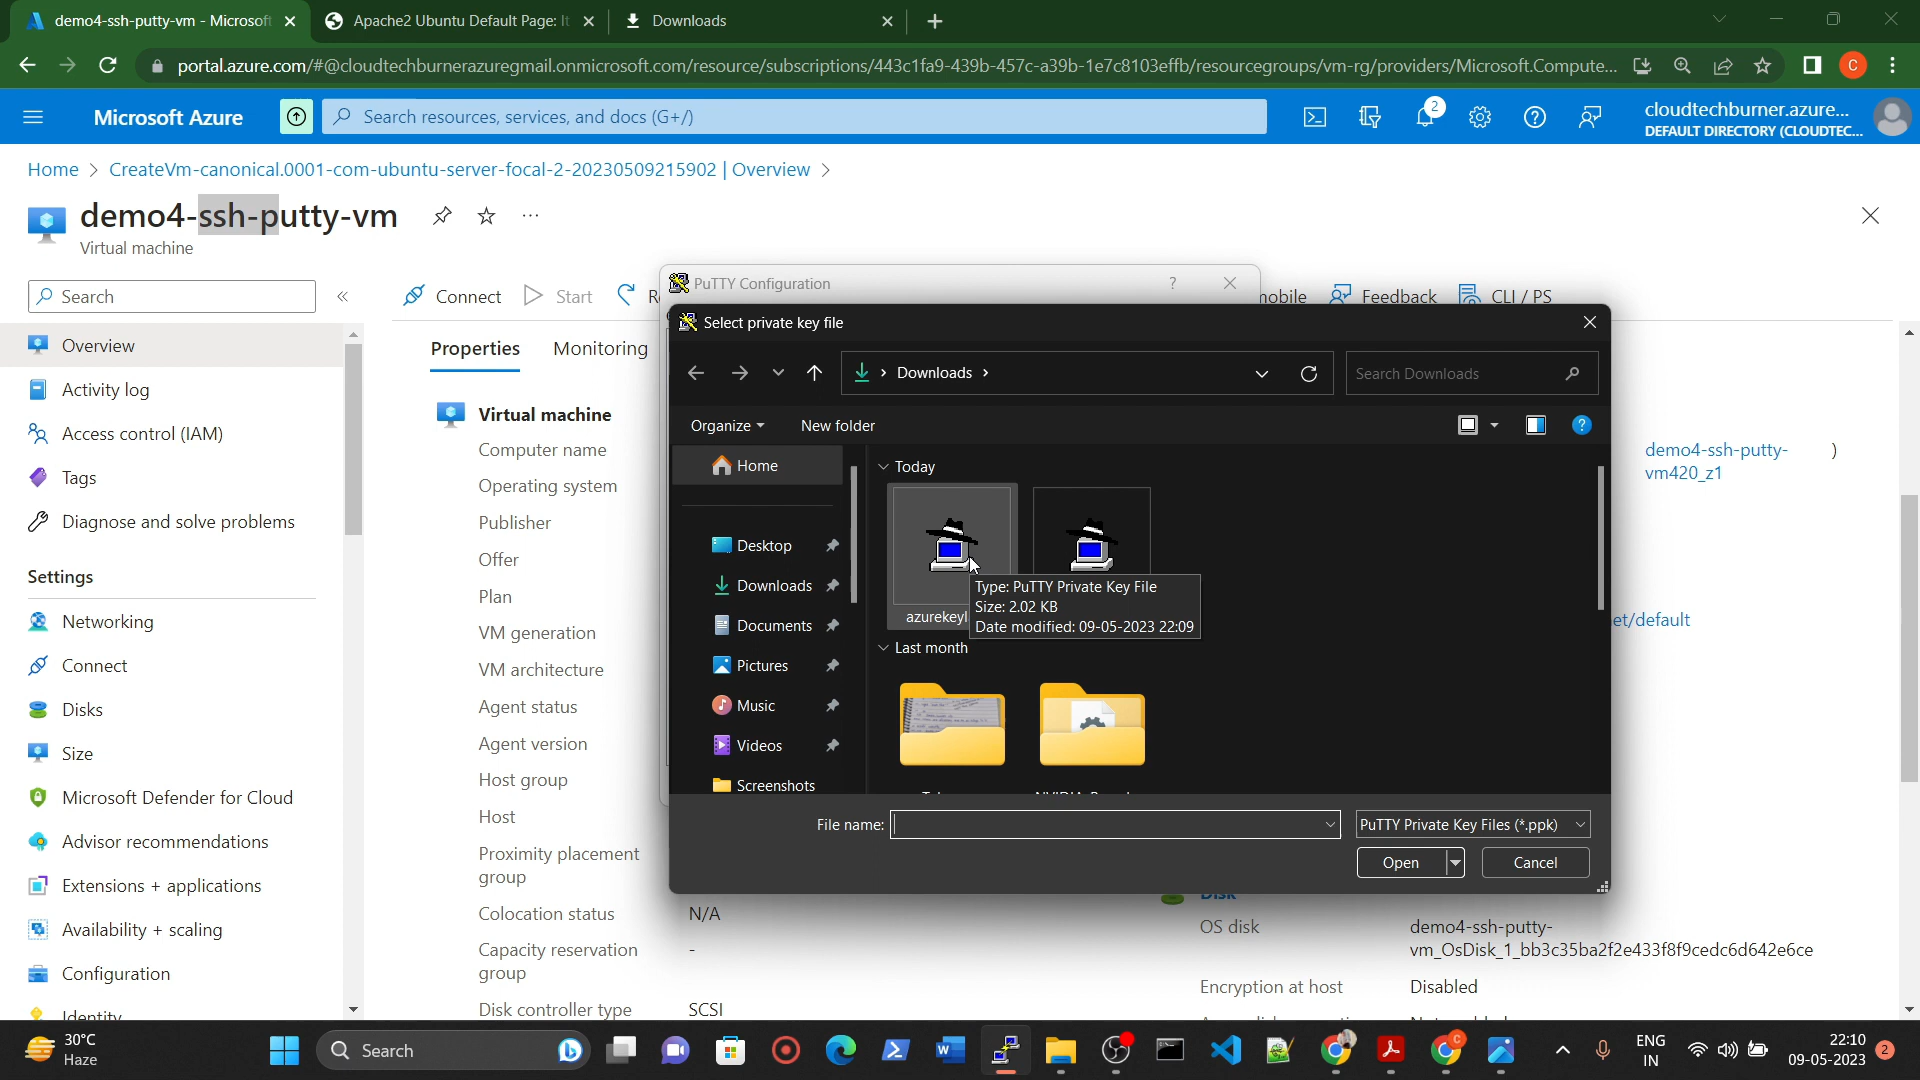 demo4-ssh-putty-vm - Microsof
Apache2 Ubuntu Default Page: It
Downloads
portal.azure.com/#@cloudtechburnerazuregmail.onmicrosoft.com/resource/subscriptions/443c1fa9-439b-457c-a39b-1e7c8103effb/resourcegroups/vm-rg/providers/Microsoft.Compute...
C
Microsoft Azure
Search resources, services, and docs (G+/)
2
cloudtechburner.azure...
DEFAULT DIRECTORY (CLOUDTEC...
Home > CreateVm-canonical.0001-com-ubuntu-server-focal-2-20230509215902 | Overview >
demo4-ssh-putty-vm
Virtual machine
Search
Connect
Start
R
mobile
Feedback
CLI / PS
Overview
Activity log
Access control (IAM)
Tags
Diagnose and solve problems
Settings
Networking
Connect
Disks
Size
Microsoft Defender for Cloud
Advisor recommendations
Extensions + applications
Availability + scaling
Configuration
Identity
Properties
Monitoring
Virtual machine
Computer name
Operating system
Publisher
Offer
Plan
VM generation
VM architecture
Agent status
Agent version
Host group
Host
Proximity placement
group
Colocation status
N/A
Capacity reservation
group
-
Disk controller type
SCSI
PuTTY Configuration
?
Select private key file
Downloads
Search Downloads
Organize
New folder
Home
Desktop
Downloads
Documents
Pictures
Music
Videos
Screenshots
Today
azurekey
Type: PuTTY Private Key File
Size: 2.02 KB
Date modified: 09-05-2023 22:09
Last month
File name:
PuTTY Private Key Files (*.ppk)
Open
Cancel
demo4-ssh-putty-
vm420_z1
)
et/default
Disk
OS disk
demo4-ssh-putty-
vm_OsDisk_1_bb3c35ba2f2e433f8f9cedc6d642e6ce
Encryption at host
Disabled
30°C
Haze
Search
ENG
IN
22:10
09-05-2023
2